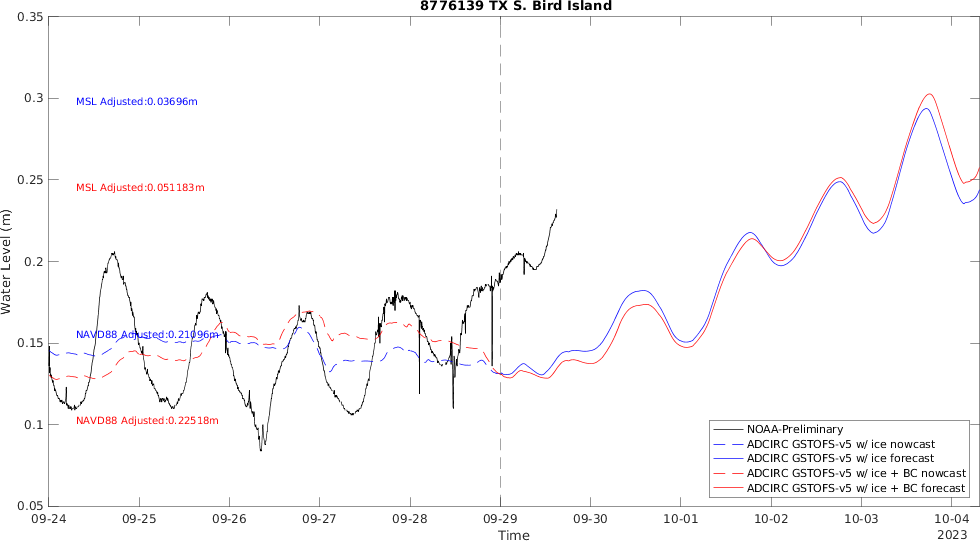 8776139 TX S. Bird Island
0.35
0.3
0.25
0.2
0.15
0.1
0.05
Water Level (m)
MSL Adjusted:0.03696m
MSL Adjusted:0.051183m
NAVD88 Adjusted:0.21096m
NAVD88 Adjusted:0.22518m
NOAA-Preliminary
ADCIRC GSTOFS-v5 w/ ice nowcast
ADCIRC GSTOFS-v5 w/ ice forecast
ADCIRC GSTOFS-v5 w/ ice + BC nowcast
ADCIRC GSTOFS-v5 w/ ice + BC forecast
09-24 09-25 09-26 09-27 09-28 09-29 09-30 10-01 10-02 10-03 10-04
Time
2023